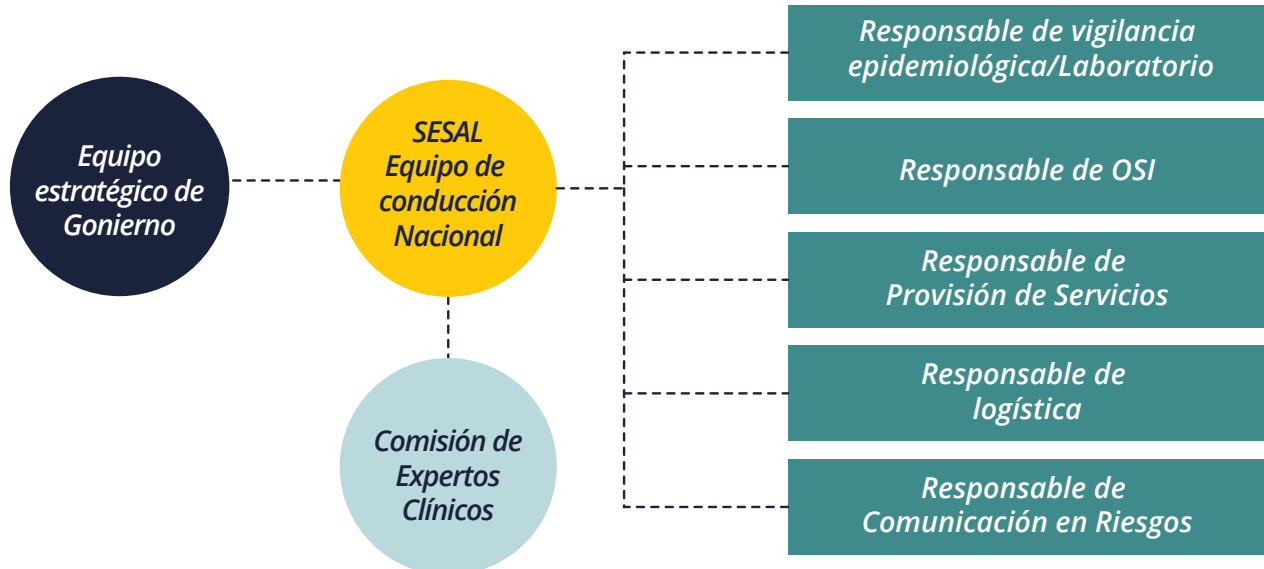 Equipo
estratégico de
Gonierno
SESAL
Equipo de
conducción
Nacional
Comisión de
Expertos
Clínicos
Responsable de vigilancia
epidemiológica/Laboratorio
Responsable de OSI
Responsable de
Provisión de Servicios
Responsable de
logística
Responsable de
Comunicación en Riesgos